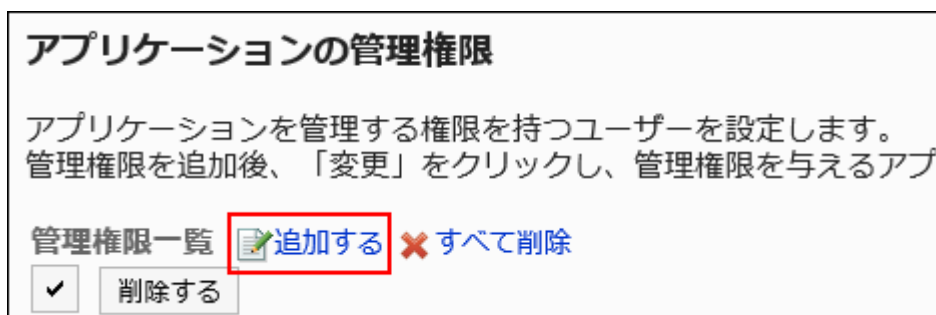 アプリケーションの管理権限
アプリケーションを管理する権限を持つユーザーを設定します。
管理権限を追加後、「変更」をクリックし、管理権限を与えるアプ
管理権限一覧 追加する すべて削除
削除する